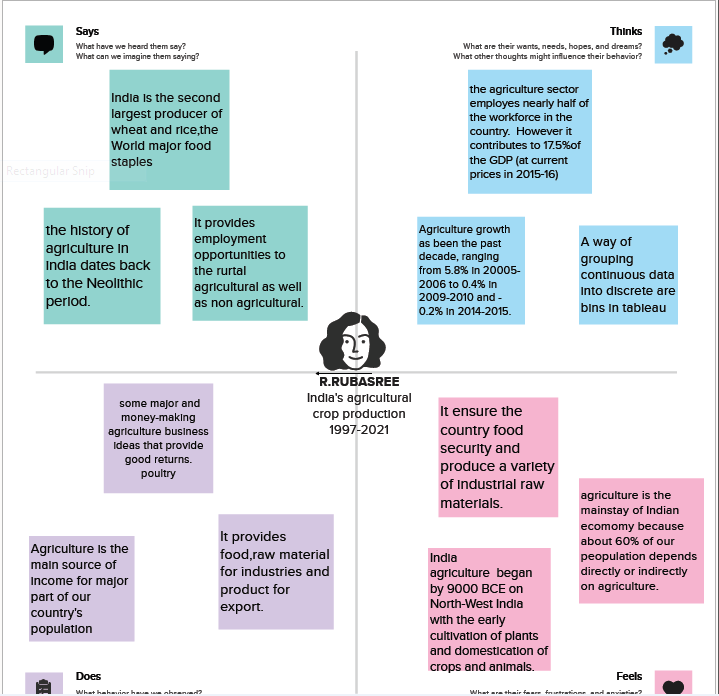 Says
What have we heard them say?
What can we imagine them saying?
Thinks
What are their wants, needs, hopes, and dreams?
What other thoughts might influence their behavior?
India is the second
largest producer of
wheat and rice,the
World major food
staples
Rectangular Snip
the history of
agriculture in
india dates back
to the Neolithic
period.
It provides
employment
opportunities to
the rurtal
agricultural as well
as non agricultural.
the agriculture sector
employes nearly half of
the workforce in the
country. However it
contributes to 17.5%of
the GDP (at current
prices in 2015-16)
Agriculture growth
as been the past
decade, ranging
from 5.8% in 20005-
2006 to 0.4% in
2009-2010 and -
0.2% in 2014-2015.
A way of
grouping
continuous data
into discrete are
bins in tableau
R.RUBASREE
India's agricultural
crop production
1997-2021
some major and
money-making
agriculture business
ideas that provide
good returns.
poultry
Agriculture is the
main source of
income for major
part of our
country's
population
It provides
food,raw material
for industries and
product for
export.
It ensure the
country food
security and
produce a variety
of industrial raw
materials.
agriculture is the
mainstay of Indian
ecomomy because
about 60% of our
peopulation depends
directly or indirectly
on agriculture.
India
agriculture began
by 9000 BCE on
North-West India
with the early
cultivation of plants
and domestication of
crops and animals.
Does
What behavior have we observed?
Feels
What are their fears, frustrations, and anxieties?